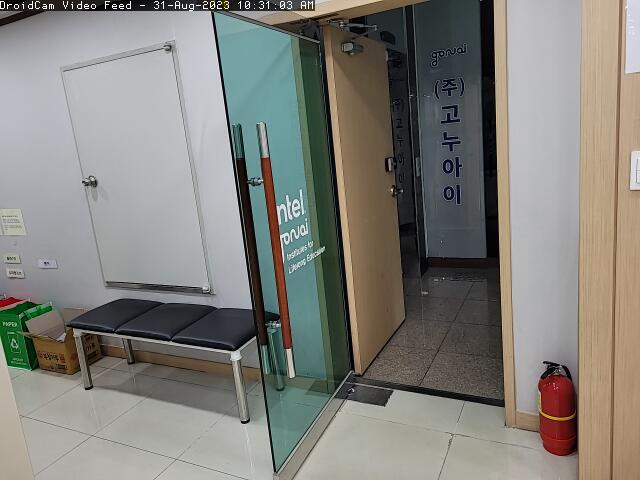 DroidCam Video Feed - 31-Aug-2023 10:31:03 AM
gonuai
(주)고누아이
ntel
gonuai
Institutes for
Lifelong Education
PAPER